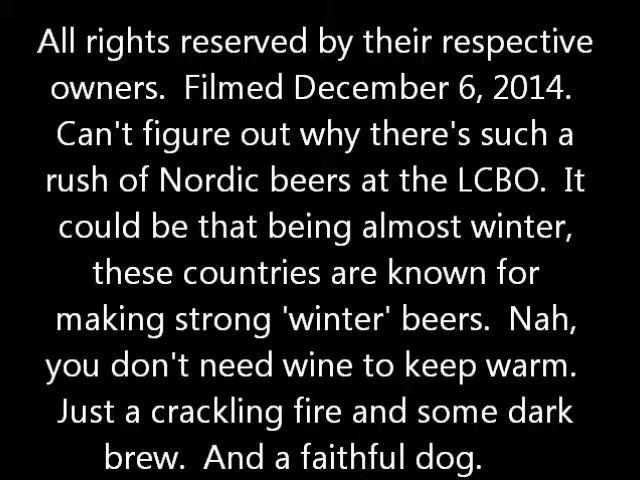 All rights reserved by their respective
owners.  Filmed December 6, 2014.
Can't figure out why there's such a
rush of Nordic beers at the LCBO.  It
could be that being almost winter,
these countries are known for
making strong 'winter' beers.  Nah,
you don't need wine to keep warm.
Just a crackling fire and some dark
brew.  And a faithful dog.